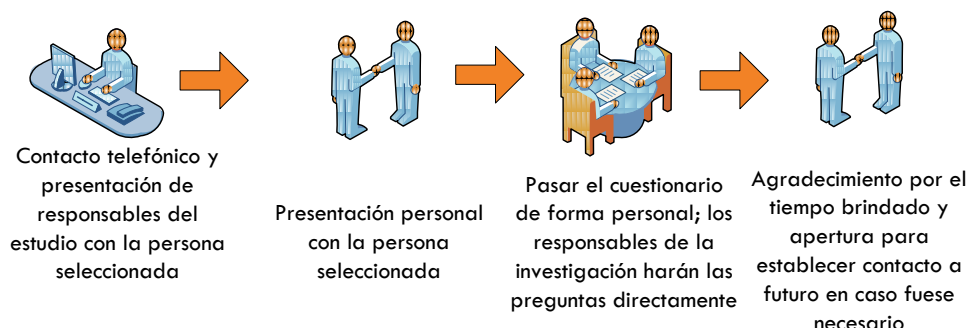 Contacto telefónico y
presentación de
responsables del
estudio con la persona
seleccionada
Presentación personal
con la persona
seleccionada
Pasar el cuestionario
de forma personal; los
responsables de la
investigación harán las
preguntas directamente
Agradecimiento por el
tiempo brindado y
apertura para
establecer contacto a
futuro en caso fuese
necesario